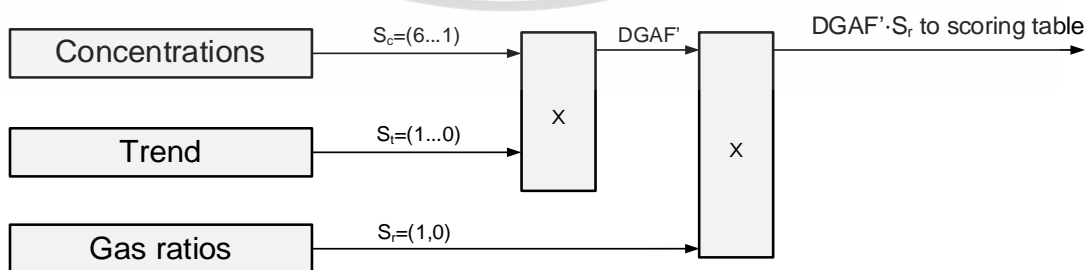 Concentrations
S_c=(6...1)
DGAF'
DGAF'·S_r to scoring table
X
Trend
S_t=(1...0)
X
Gas ratios
S_r=(1,0)